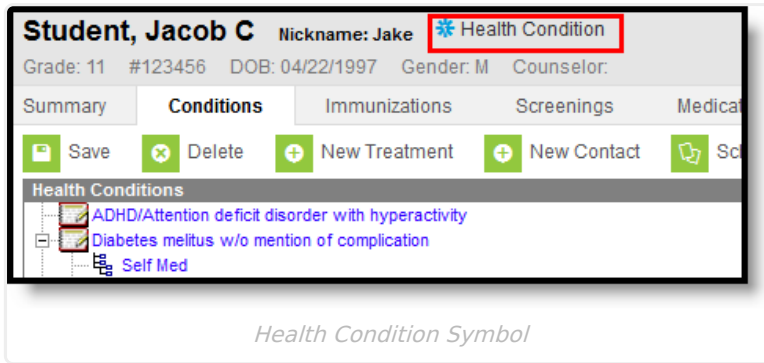 Student, Jacob C Nickname: Jake Health Condition
Grade: 11 #123456 DOB: 04/22/1997 Gender: M Counselor:
Summary Conditions Immunizations Screenings Medicat
Save Delete New Treatment New Contact Scl
Health Conditions
ADHD/Attention deficit disorder with hyperactivity
Diabetes melitus w/o mention of complication
Self Med
Health Condition Symbol